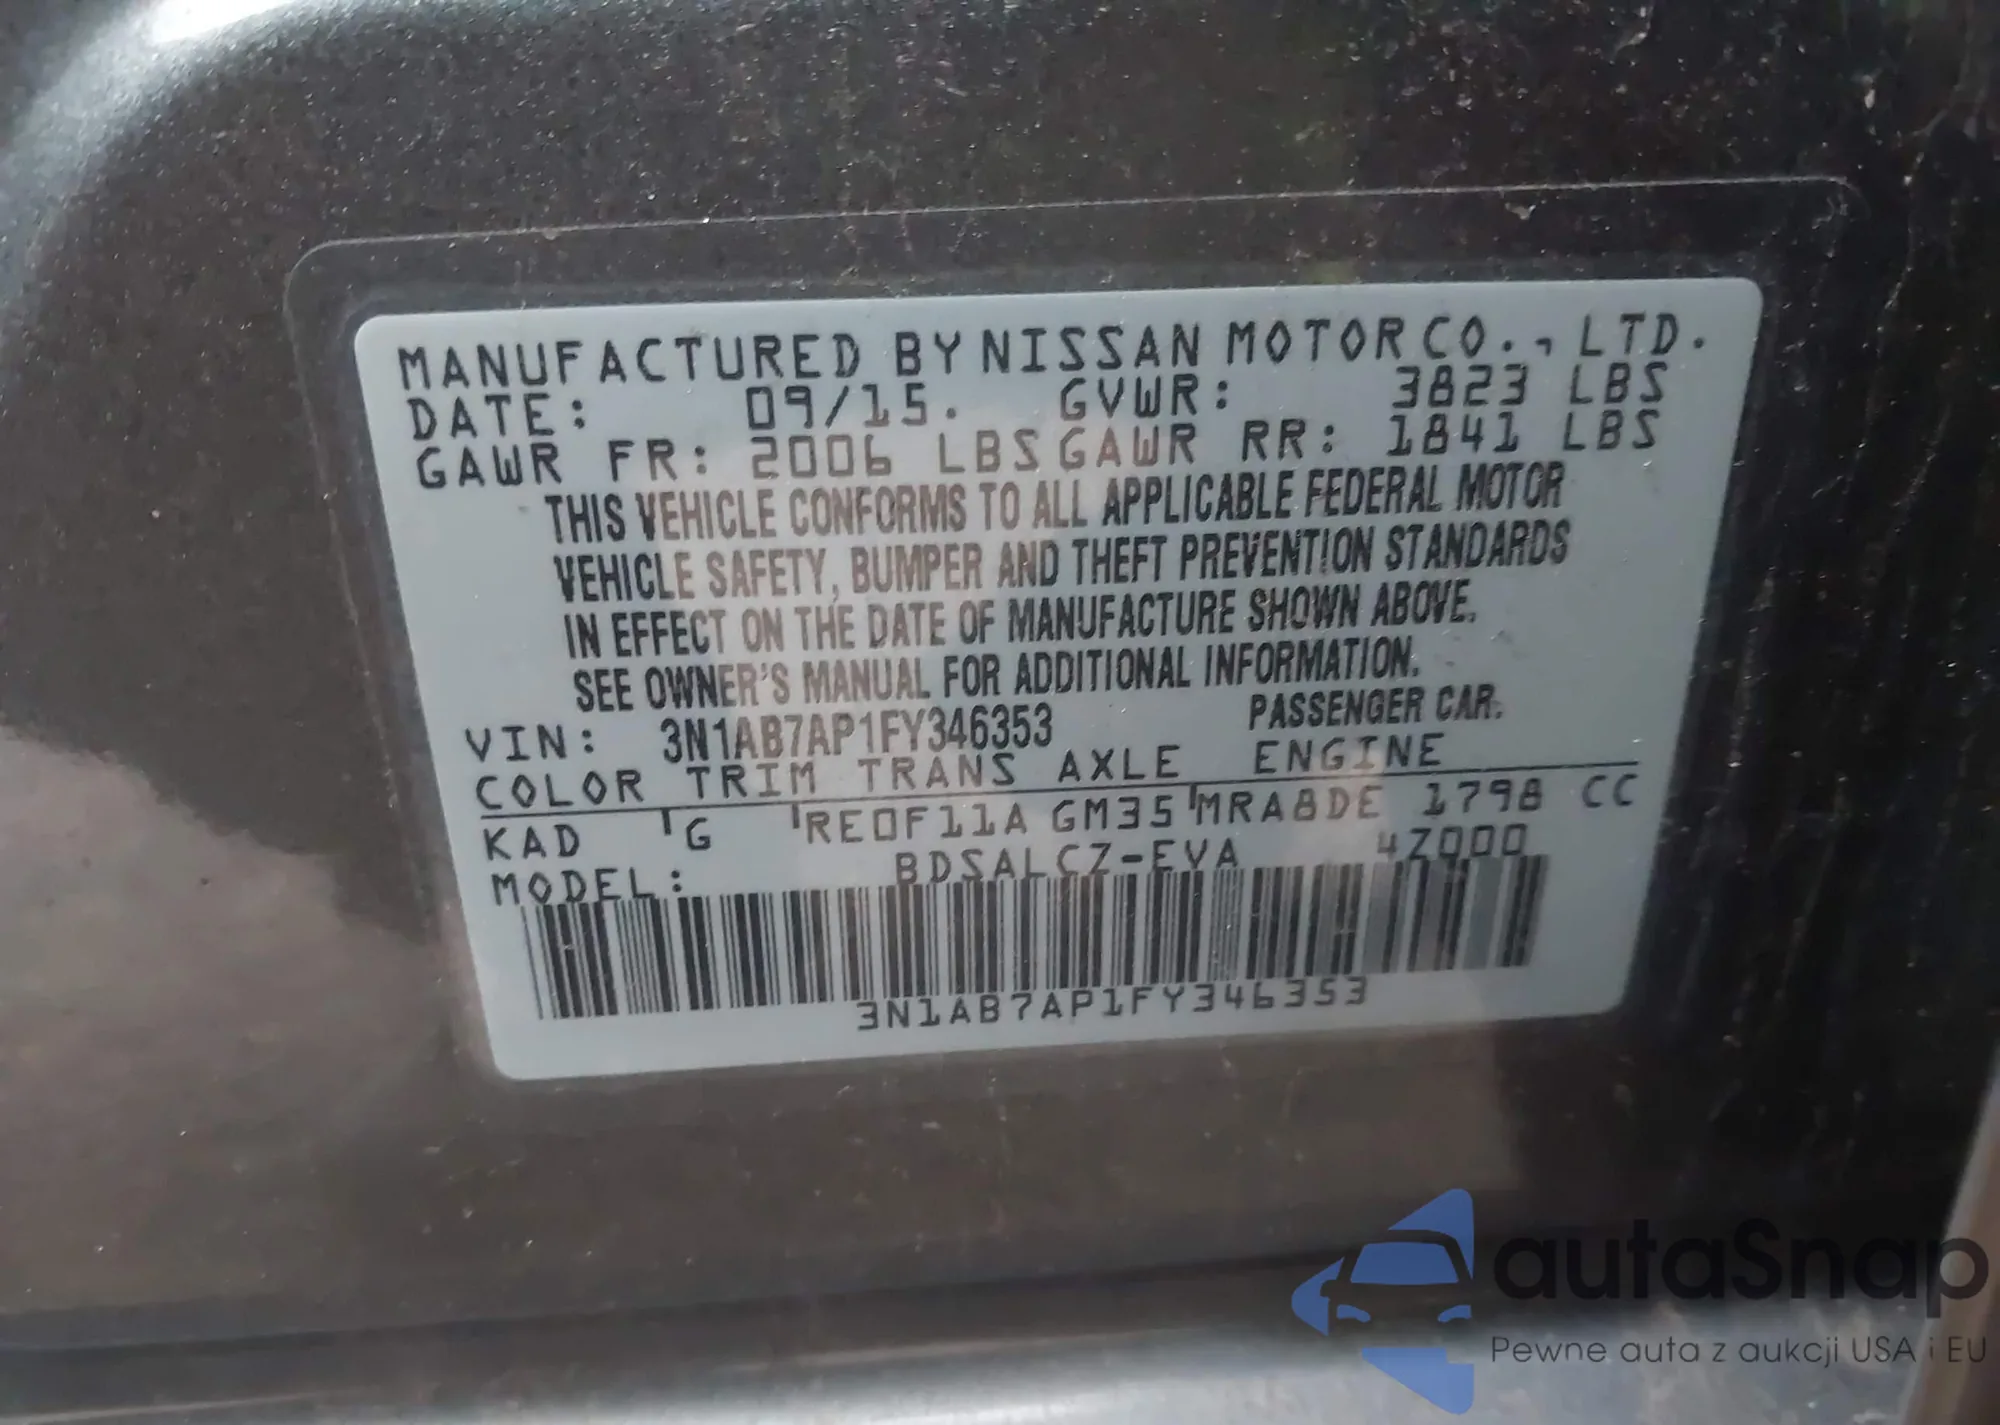 MANUFACTURED BY NISSAN MOTOR CO., LTD.
DATE: 09/15. GVWR: 3823 LBS
GAWR FR: 2006 LBS GAWR RR: 1841 LBS
THIS VEHICLE CONFORMS TO ALL APPLICABLE FEDERAL MOTOR
VEHICLE SAFETY, BUMPER AND THEFT PREVENTION STANDARDS
IN EFFECT ON THE DATE OF MANUFACTURE SHOWN ABOVE.
SEE OWNER'S MANUAL FOR ADDITIONAL INFORMATION.
VIN: 3N1AB7AP1FY346353 PASSENGER CAR.
COLOR TRIM TRANS AXLE ENGINE
KAD G RE0F11A GM35 MRA8DE 1798 CC
MODEL: BDSALCZ-EVA 4Z000
3N1AB7AP1FY346353
autaSnap
Pewne auta z aukcji USA i EU